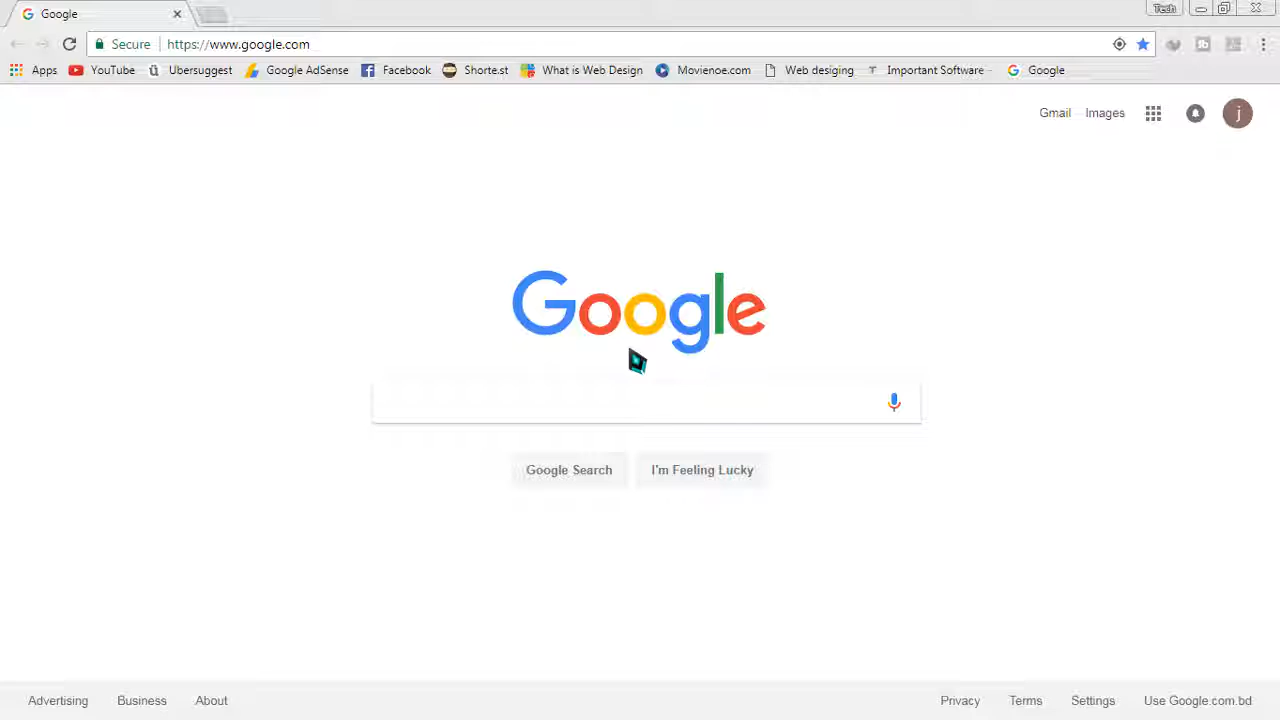 Google
Tech
Secure https://www.google.com
Apps YouTube Ubersuggest Google AdSense Facebook Shorte.st What is Web Design Movienoe.com Web desiging Important Software Google
Gmail Images
j
Google
Google Search I'm Feeling Lucky
Advertising Business About Privacy Terms Settings Use Google.com.bd